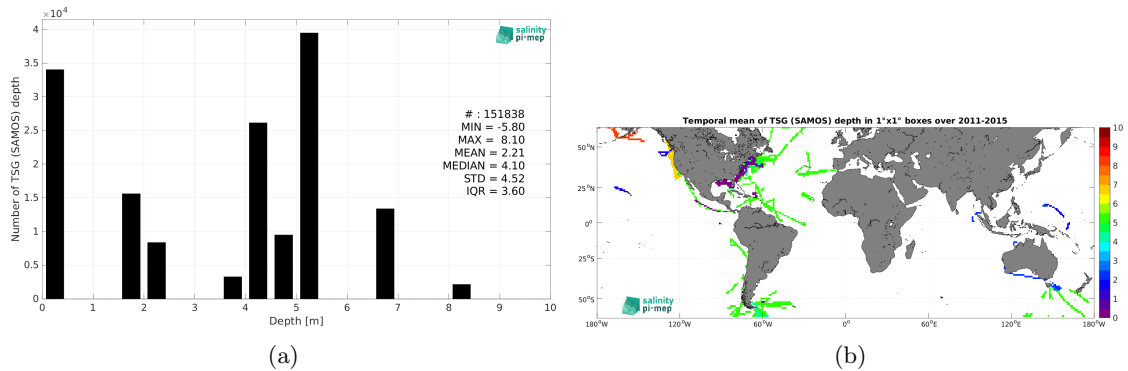 ×10⁴
4
3.5
3
2.5
2
1.5
1
0.5
0
Number of TSG (SAMOS) depth
salinity
pi-mep
# : 151838
MIN = -5.80
MAX = 8.10
MEAN = 2.21
MEDIAN = 4.10
STD = 4.52
IQR = 3.60
0 1 2 3 4 5 6 7 8 9 10
Depth [m]
(a)
Temporal mean of TSG (SAMOS) depth in 1°x1° boxes over 2011-2015
50°N
25°N
0°
25°S
50°S
salinity
pi-mep
180°W 120°W 60°W 0°E 60°E 120°E 180°W
10
9
8
7
6
5
4
3
2
1
0
(b)